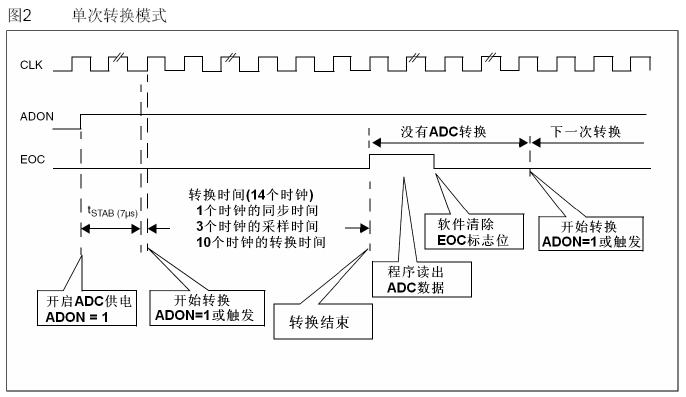 图2 单次转换模式
CLK
ADON
没有ADC转换
下一次转换
EOC
转换时间(14个时钟)
1个时钟的同步时间
3个时钟的采样时间
10个时钟的转换时间
tSTAB (7μs)
软件清除
EOC标志位
开始转换
ADON=1或触发
程序读出
ADC数据
开启ADC供电
ADON = 1
开始转换
ADON=1或触发
转换结束